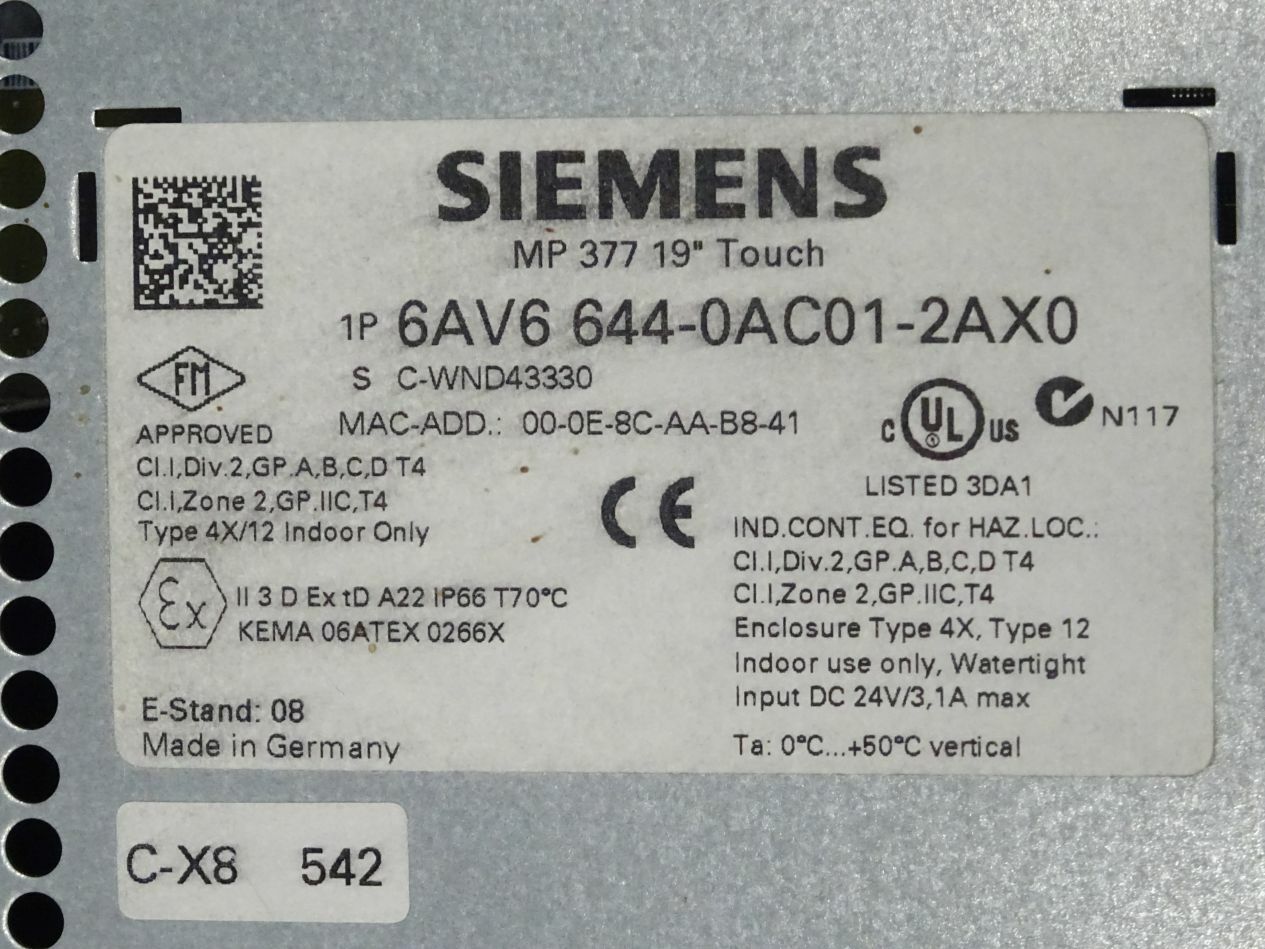 SIEMENS
MP 377 19" Touch
1P 6AV6 644-0AC01-2AX0
S C-WND43330
MAC-ADD.: 00-0E-8C-AA-B8-41
FM
APPROVED
Cl.I,Div.2,GP.A,B,C,D T4
Cl.I,Zone 2,GP.IIC,T4
Type 4X/12 Indoor Only
Ex II 3 D Ex tD A22 IP66 T70°C
KEMA 06ATEX 0266X
E-Stand: 08
Made in Germany
CE
C UL US
N117
LISTED 3DA1
IND.CONT.EQ. for HAZ.LOC.:
Cl.I,Div.2,GP.A,B,C,D T4
Cl.I,Zone 2,GP.IIC,T4
Enclosure Type 4X, Type 12
Indoor use only, Watertight
Input DC 24V/3,1A max
Ta: 0°C...+50°C vertical
C-X8 542